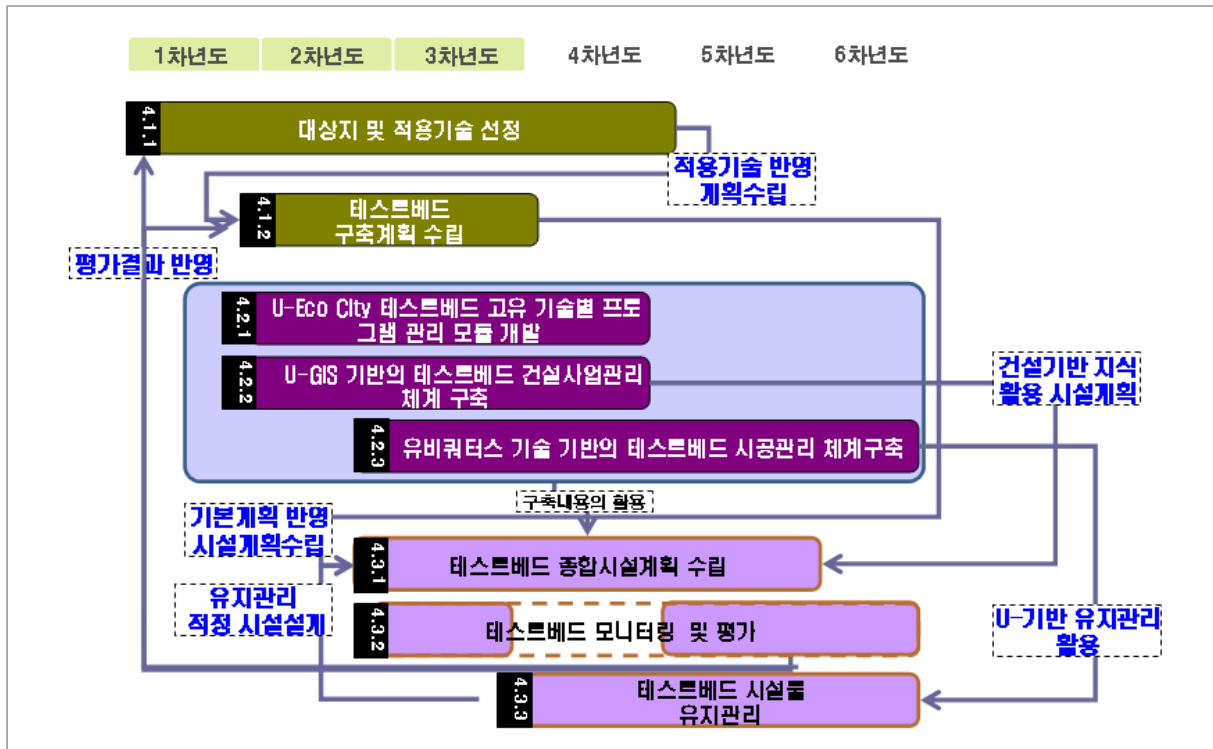 1차년도 2차년도 3차년도 4차년도 5차년도 6차년도
4.1.1
대상지 및 적용기술 선정
적용기술 반영
계획수립
4.1.2
테스트베드
구축계획 수립
평가결과 반영
4.2.1
U-Eco City 테스트베드 고유 기술별 프로
그램 관리 모듈 개발
4.2.2
U-GIS 기반의 테스트베드 건설사업관리
체계 구축
건설기반 지식
활용 시설계획
4.2.3
유비쿼터스 기술 기반의 테스트베드 시공관리 체계구축
구축내용의 활용
기본계획 반영
시설계획수립
4.3.1
테스트베드 종합시설계획 수립
유지관리
적정 시설설계
4.3.2
테스트베드 모니터링 및 평가
U-기반 유지관리
활용
4.3.3
테스트베드 시설물
유지관리